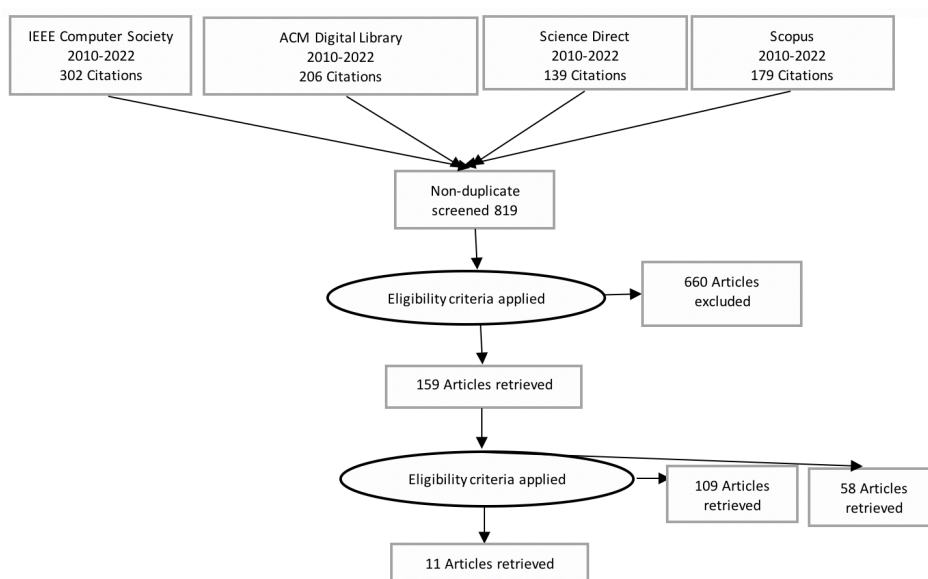 IEEE Computer Society
2010-2022
302 Citations
ACM Digital Library
2010-2022
206 Citations
Science Direct
2010-2022
139 Citations
Scopus
2010-2022
179 Citations
Non-duplicate
screened 819
Eligibility criteria applied
660 Articles
excluded
159 Articles retrieved
Eligibility criteria applied
109 Articles
retrieved
58 Articles
retrieved
11 Articles retrieved